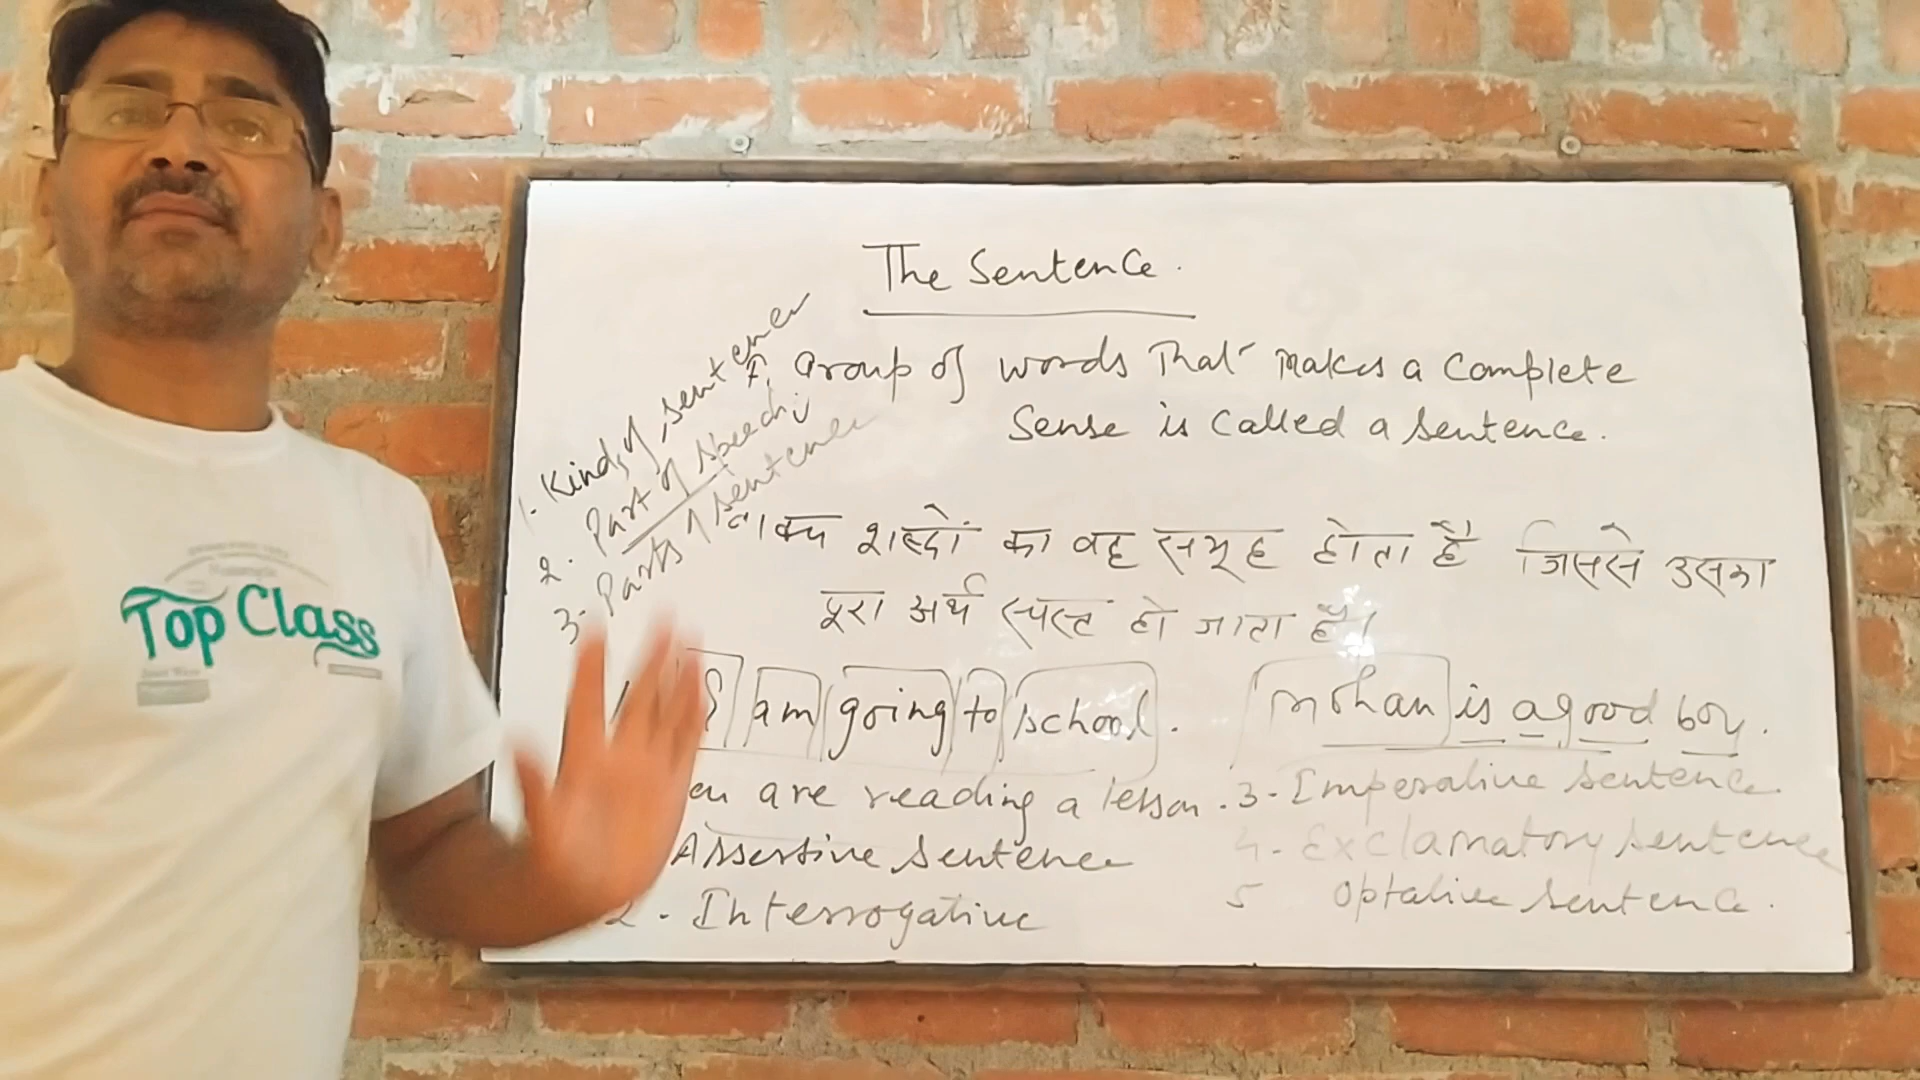 The Sentence.
A group of words That makes a Complete
Sense is called a sentence.
1. Kinds of sentence
2. Part of speech
3. Parts of sentence
वाक्य शब्दों का वह समूह होता है जिससे उसका
पूरा अर्थ स्पस्ट हो जाता है।
am going to school.
Mohan is a good boy.
are reading a lesson.
Assertive sentence
2. Interrogative
3. Imperative sentence.
4. Exclamatory sentence
5 Optative sentence.
Top Class